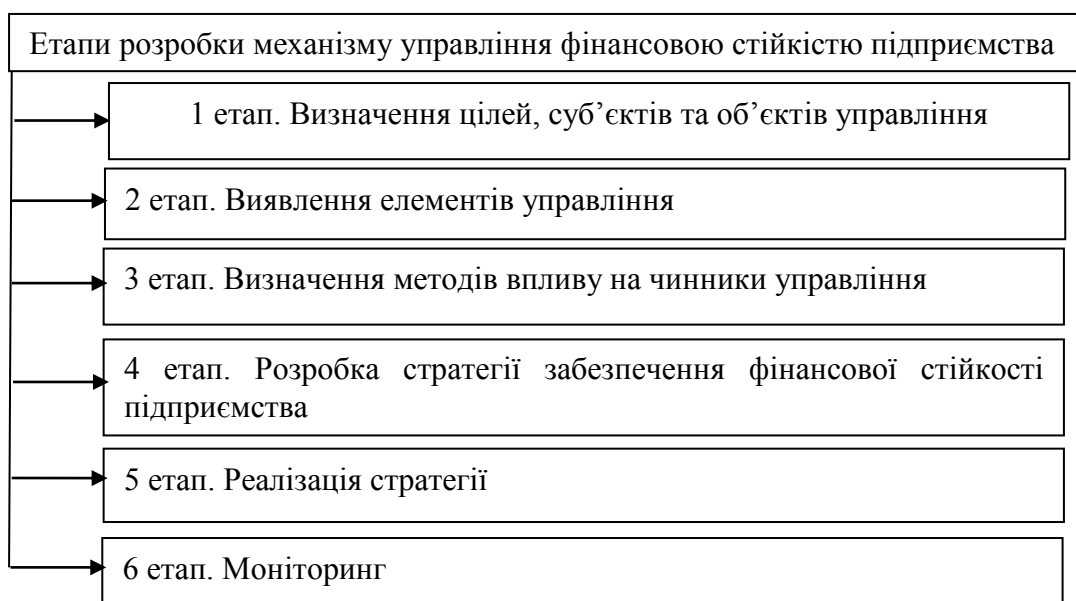 Етапи розробки механізму управління фінансовою стійкістю підприємства
1 етап. Визначення цілей, суб’єктів та об’єктів управління
2 етап. Виявлення елементів управління
3 етап. Визначення методів впливу на чинники управління
4 етап. Розробка стратегії забезпечення фінансової стійкості
підприємства
5 етап. Реалізація стратегії
6 етап. Моніторинг